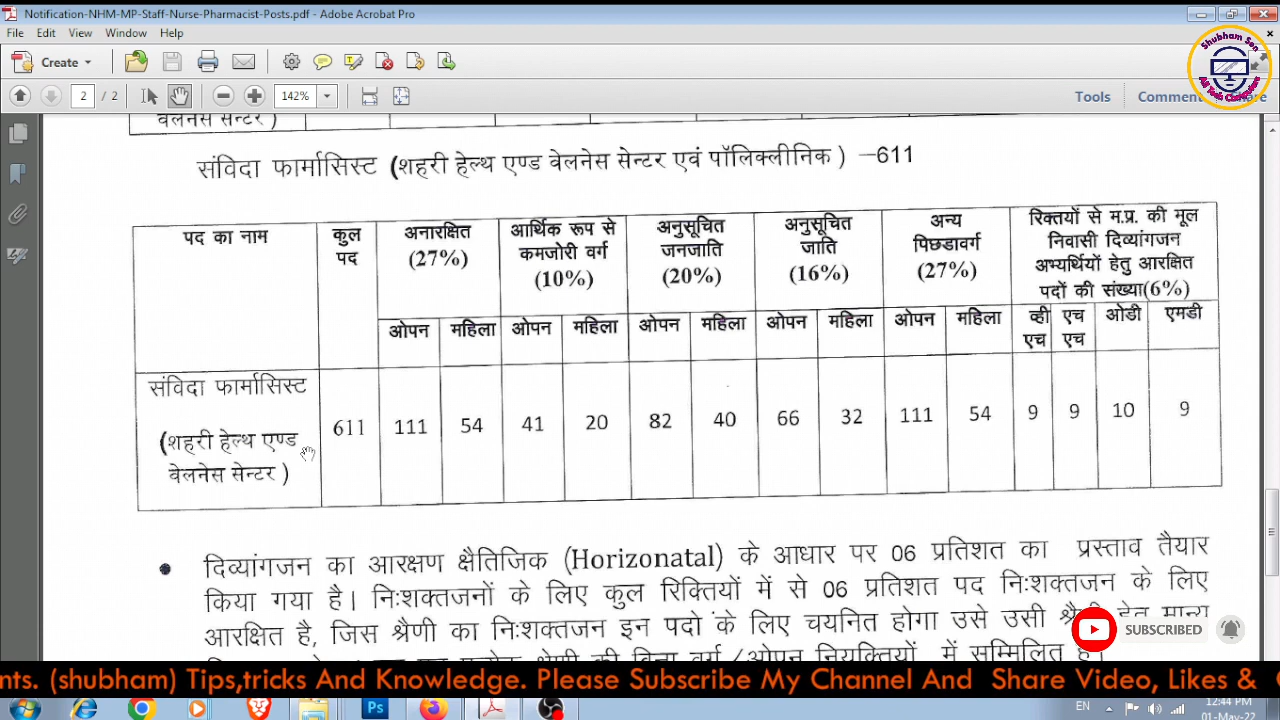 Notification-NHM-MP-Staff-Nurse-Pharmacist-Posts.pdf - Adobe Acrobat Pro
File Edit View Window Help
Create
2 / 2 142% Tools Comment Share
Shubham Sen
वेलनेस सेन्टर )
संविदा फार्मासिस्ट (शहरी हेल्थ एण्ड वेलनेस सेन्टर एवं पॉलिक्लीनिक ) –611
पद का नाम कुल पद अनारक्षित (27%) आर्थिक रूप से कमजोरी वर्ग (10%) अनुसूचित जनजाति (20%) अनुसूचित जाति (16%) अन्य पिछडावर्ग (27%) रिक्तियों से म.प्र. की मूल निवासी दिव्यांगजन अभ्यर्थियों हेतु आरक्षित पदों की संख्या(6%)
ओपन महिला ओपन महिला ओपन महिला ओपन महिला ओपन महिला व्ही एच एच एच ओडी एमडी
संविदा फार्मासिस्ट (शहरी हेल्थ एण्ड वेलनेस सेन्टर ) 611 111 54 41 20 82 40 66 32 111 54 9 9 10 9
• दिव्यांगजन का आरक्षण क्षैतिजिक (Horizonatal) के आधार पर 06 प्रतिशत का प्रस्ताव तैयार
किया गया है। निःशक्तजनों के लिए कुल रिक्तियों में से 06 प्रतिशत पद निःशक्तजन के लिए
आरक्षित है, जिस श्रेणी का निःशक्तजन इन पदो के लिए चयनित होगा उसे उसी श्रेणी हेतु मान्य
श्रेणी की बिना वर्ग/ओपन नियुक्तियों में सम्मिलित है।
SUBSCRIBED
nts. (shubham) Tips,tricks And Knowledge. Please Subscribe My Channel And Share Video, Likes &
EN 12:44 PM
01-May-22